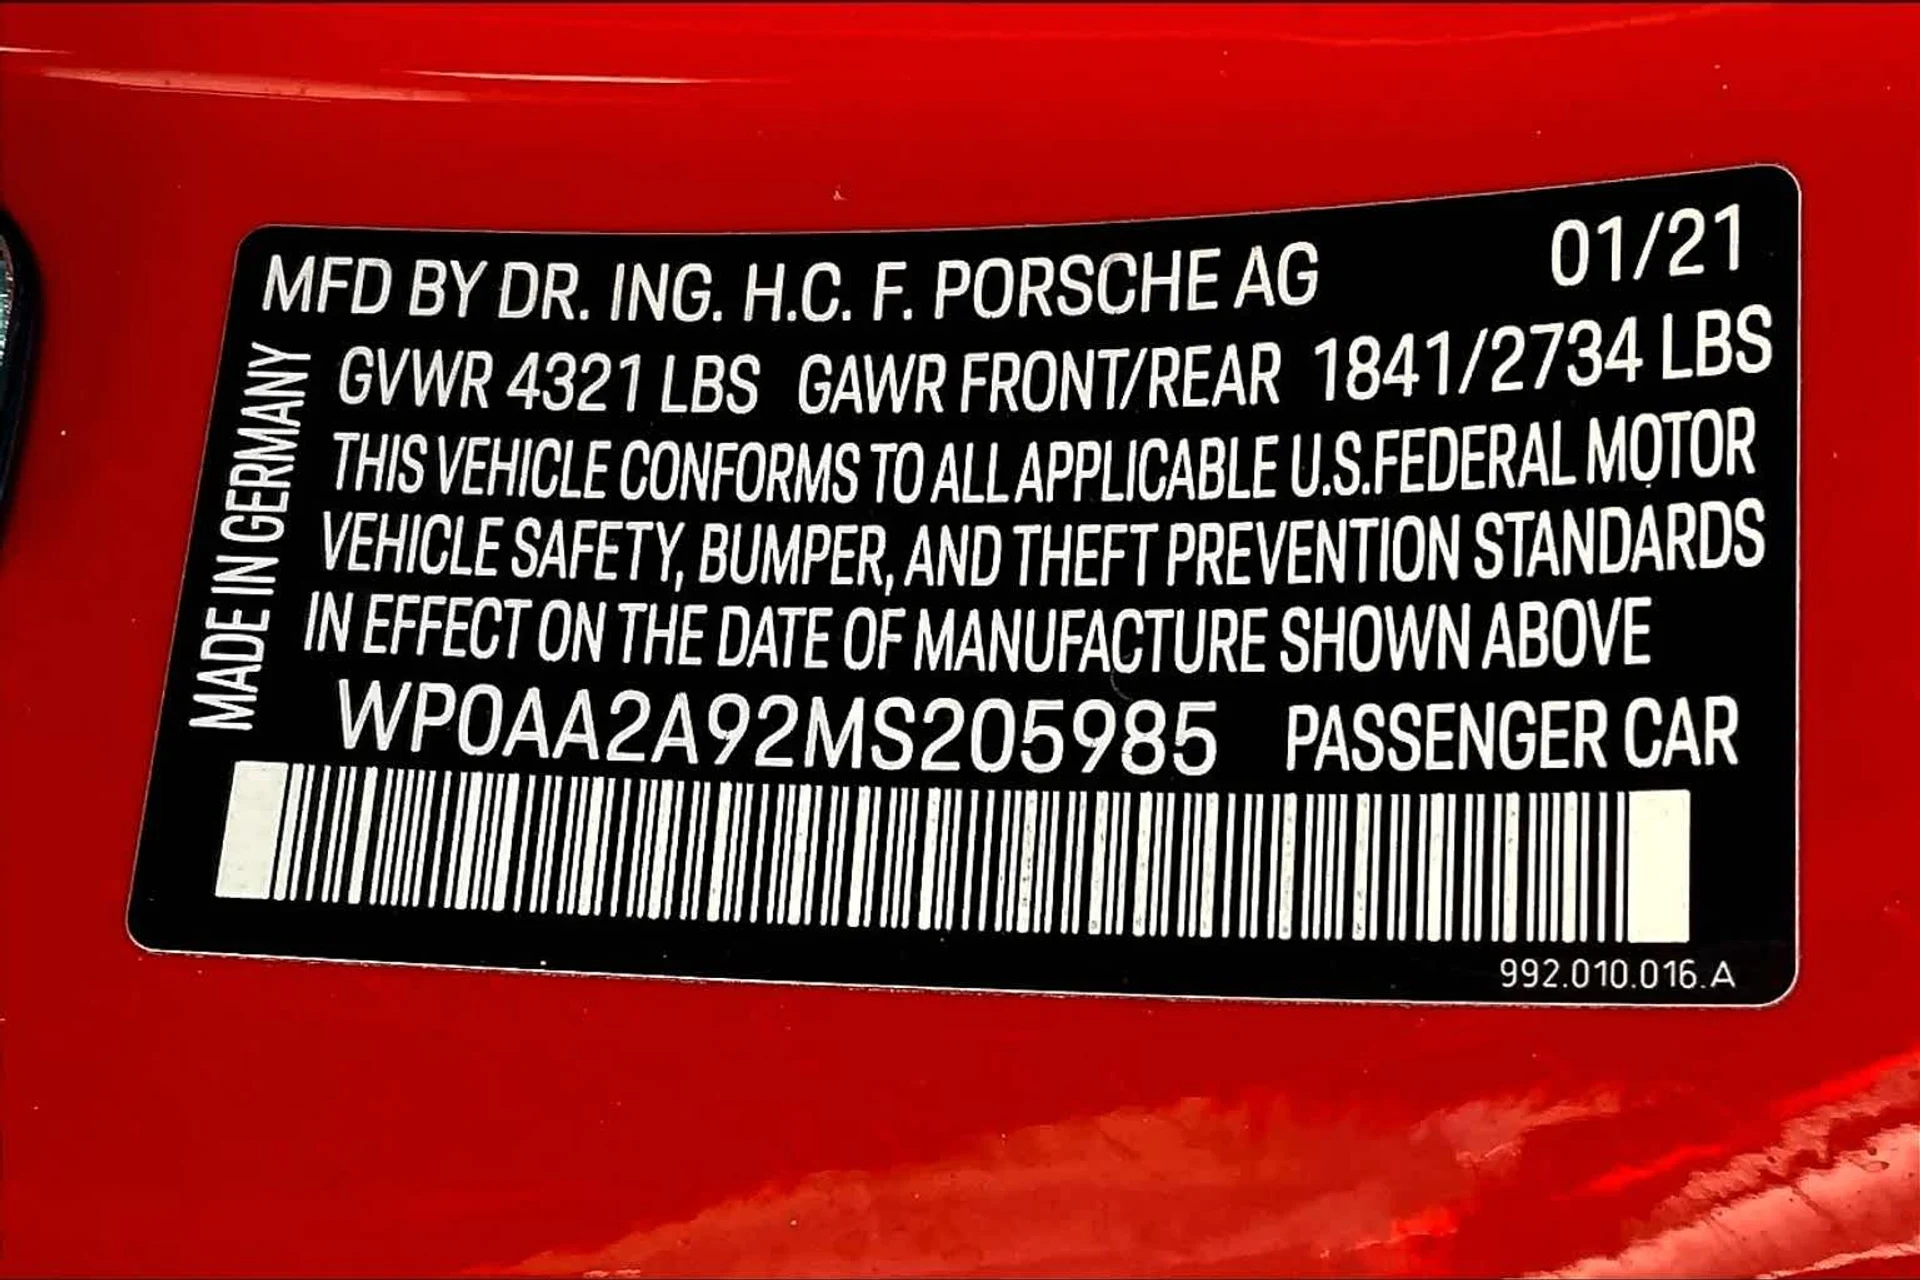 MFD BY DR. ING. H.C. F. PORSCHE AG 01/21
GVWR 4321 LBS GAWR FRONT/REAR 1841/2734 LBS
THIS VEHICLE CONFORMS TO ALL APPLICABLE U.S.FEDERAL MOTOR
VEHICLE SAFETY, BUMPER, AND THEFT PREVENTION STANDARDS
IN EFFECT ON THE DATE OF MANUFACTURE SHOWN ABOVE
WP0AA2A92MS205985 PASSENGER CAR
MADE IN GERMANY
992.010.016.A